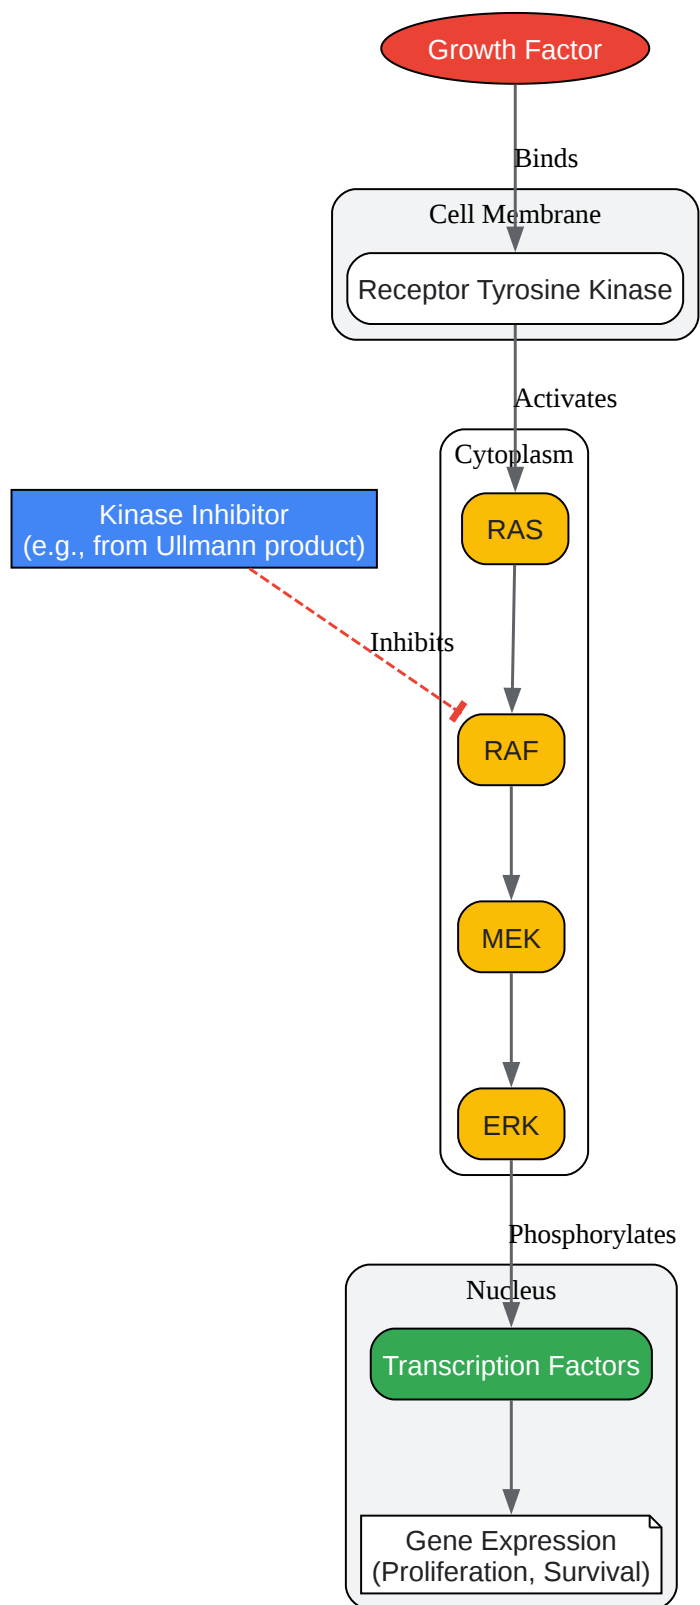 Growth Factor
Binds
Cell Membrane
Receptor Tyrosine Kinase
Activates
Cytoplasm
Kinase Inhibitor
(e.g., from Ullmann product)
RAS
Inhibits
RAF
MEK
ERK
Phosphorylates
Nucleus
Transcription Factors
Gene Expression
(Proliferation, Survival)